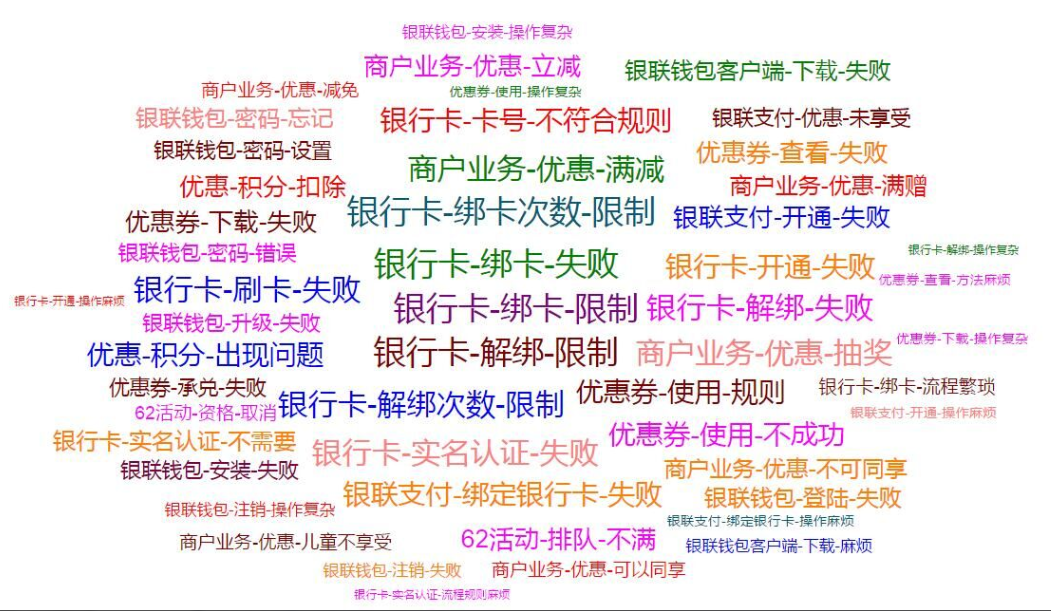 银联钱包-安装-操作复杂
商户业务-优惠-立减
银联钱包客户端-下载-失败
商户业务-优惠-减免
优惠券-使用-操作复杂
银联钱包-密码-忘记
银行卡-卡号-不符合规则
银联支付-优惠-未享受
银联钱包-密码-设置
商户业务-优惠-满减
优惠券-查看-失败
优惠-积分-扣除
商户业务-优惠-满赠
优惠券-下载-失败
银行卡-绑卡次数-限制
银联支付-开通-失败
银联钱包-密码-错误
银行卡-绑卡-失败
银行卡-开通-失败
银行卡-解绑-操作复杂
优惠券-查看-方法麻烦
银行卡-开通-操作麻烦
银行卡-刷卡-失败
银行卡-绑卡-限制
银行卡-解绑-失败
银联钱包-升级-失败
优惠券-下载-操作复杂
优惠-积分-出现问题
银行卡-解绑-限制
商户业务-优惠-抽奖
优惠券-承兑-失败
优惠券-使用-规则
银行卡-绑卡-流程繁琐
62活动-资格-取消
银行卡-解绑次数-限制
银联支付-开通-操作麻烦
银行卡-实名认证-不需要
银行卡-实名认证-失败
优惠券-使用-不成功
银联钱包-安装-失败
商户业务-优惠-不可同享
银联支付-绑定银行卡-失败
银联钱包-登陆-失败
银联钱包-注销-操作复杂
银联支付-绑定银行卡-操作麻烦
商户业务-优惠-儿童不享受
62活动-排队-不满
银联钱包客户端-下载-麻烦
银联钱包-注销-失败
商户业务-优惠-可以同享
银行卡-实名认证-流程规则麻烦